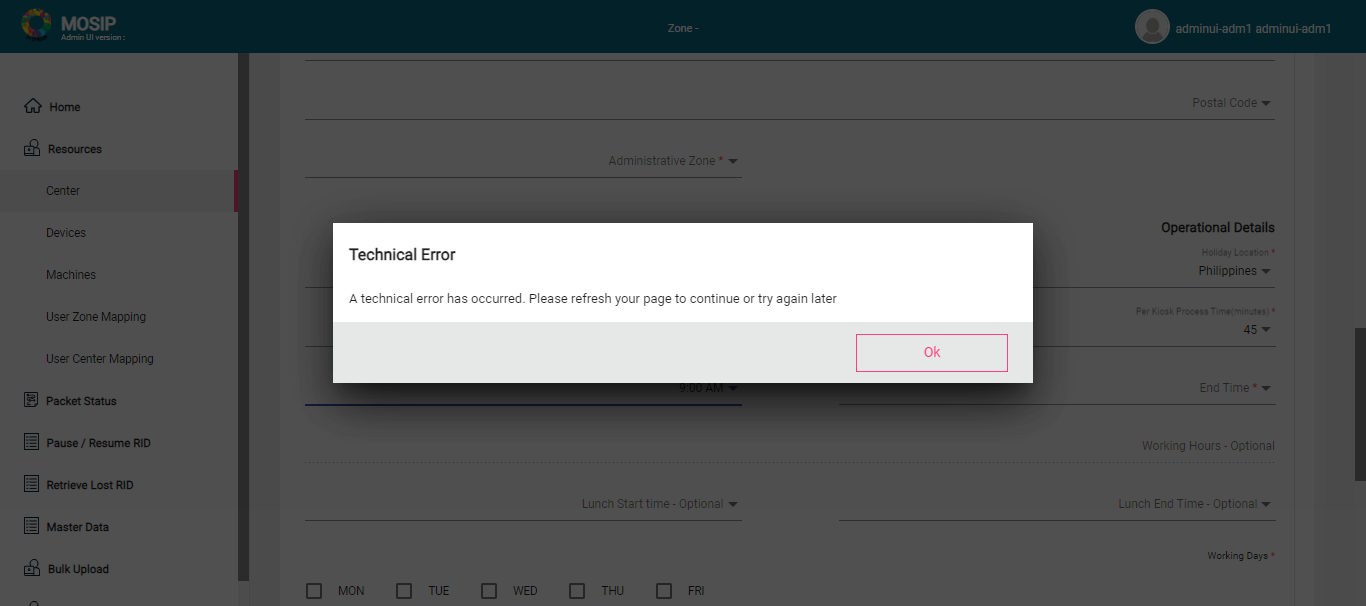 MOSIP
Admin UI version :
Zone -
adminui-adm1 adminui-adm1
Home
Resources
Center
Devices
Machines
User Zone Mapping
User Center Mapping
Packet Status
Pause / Resume RID
Retrieve Lost RID
Master Data
Bulk Upload
Postal Code
Administrative Zone *
Operational Details
Holiday Location *
Philippines
Per Kiosk Process Time(minutes) *
45
Technical Error
A technical error has occurred. Please refresh your page to continue or try again later
Ok
9:00 AM
End Time *
Working Hours - Optional
Lunch Start time - Optional
Lunch End Time - Optional
Working Days *
MON TUE WED THU FRI